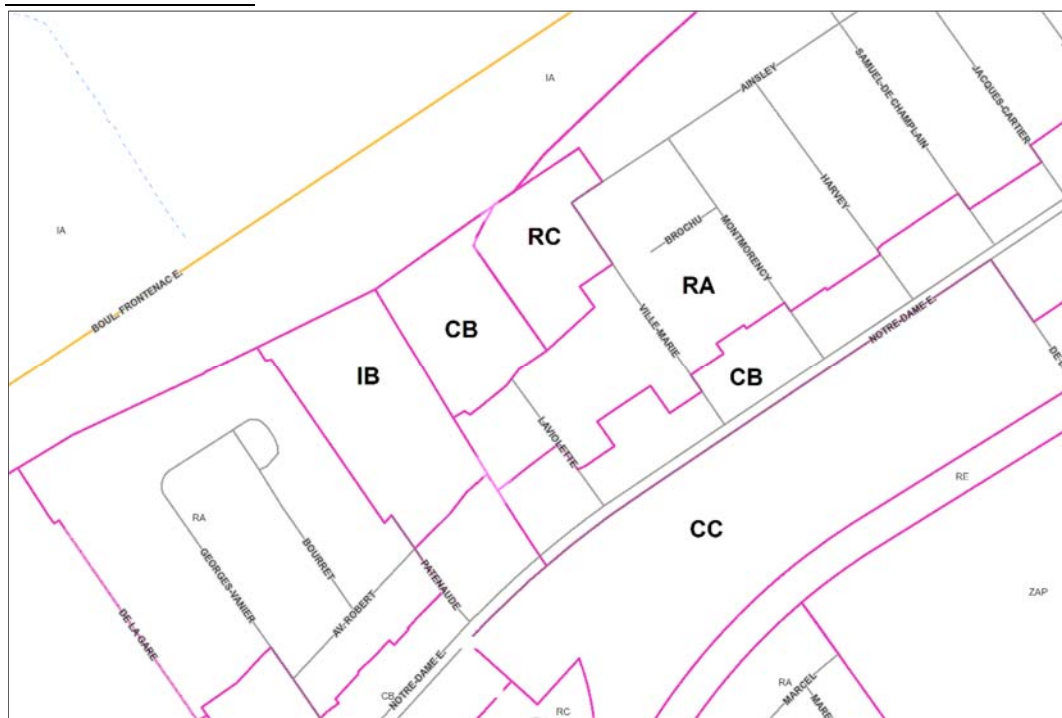 IA
AINSLEY
SAMUEL-DE CHAMPLAIN
JACQUES-CARTIER
IA
BOUL. FRONTENAC E.
RC
BROCHU
MONTMORENCY
HARVEY
RA
CB
VILLE-MARIE
NOTRE-DAME E.
IB
CB
LAVIOLETTE
RA
BOURRET
GEORGES-VANIER
CC
RE
PATENAUDE
AV. ROBERT
DE LA GARE
ZAP
CB
NOTRE-DAME E.
RC
RA
MARCEL